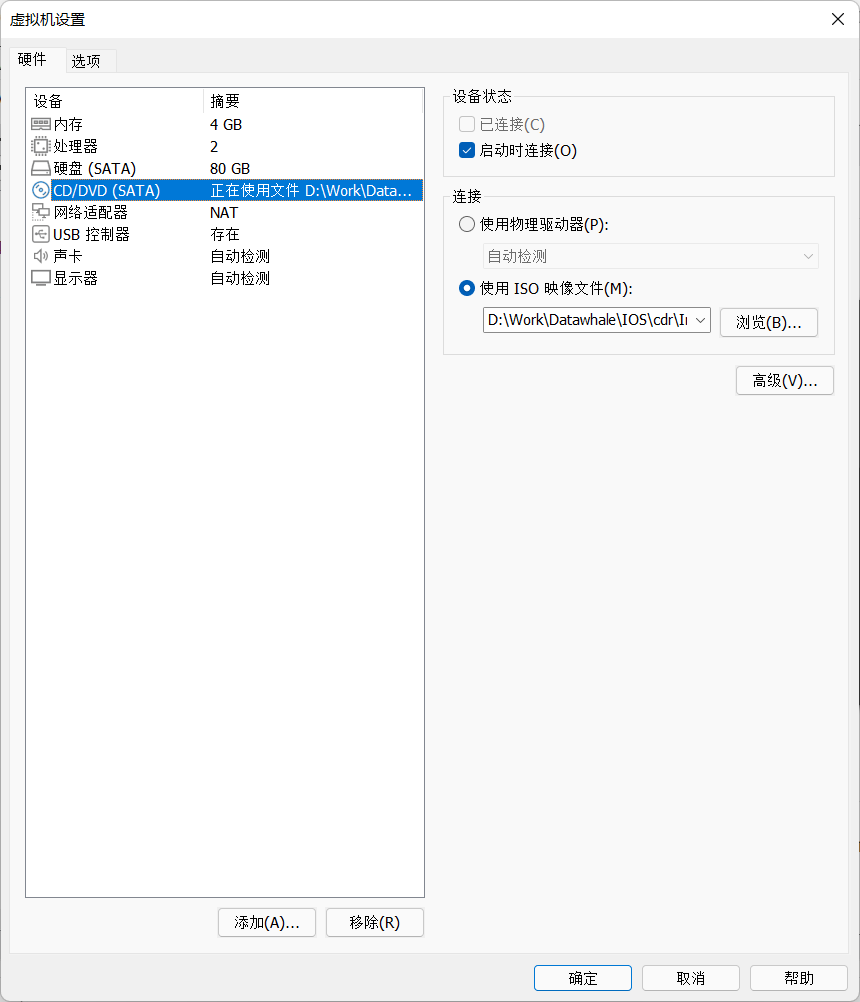 虚拟机设置
硬件
选项
设备 摘要
内存 4 GB
处理器 2
硬盘 (SATA) 80 GB
CD/DVD (SATA) 正在使用文件 D:\Work\Data...
网络适配器 NAT
USB 控制器 存在
声卡 自动检测
显示器 自动检测
添加(A)...
移除(R)
设备状态
已连接(C)
启动时连接(O)
连接
使用物理驱动器(P):
自动检测
使用 ISO 映像文件(M):
D:\Work\Datawhale\IOS\cdr\
浏览(B)...
高级(V)...
确定
取消
帮助